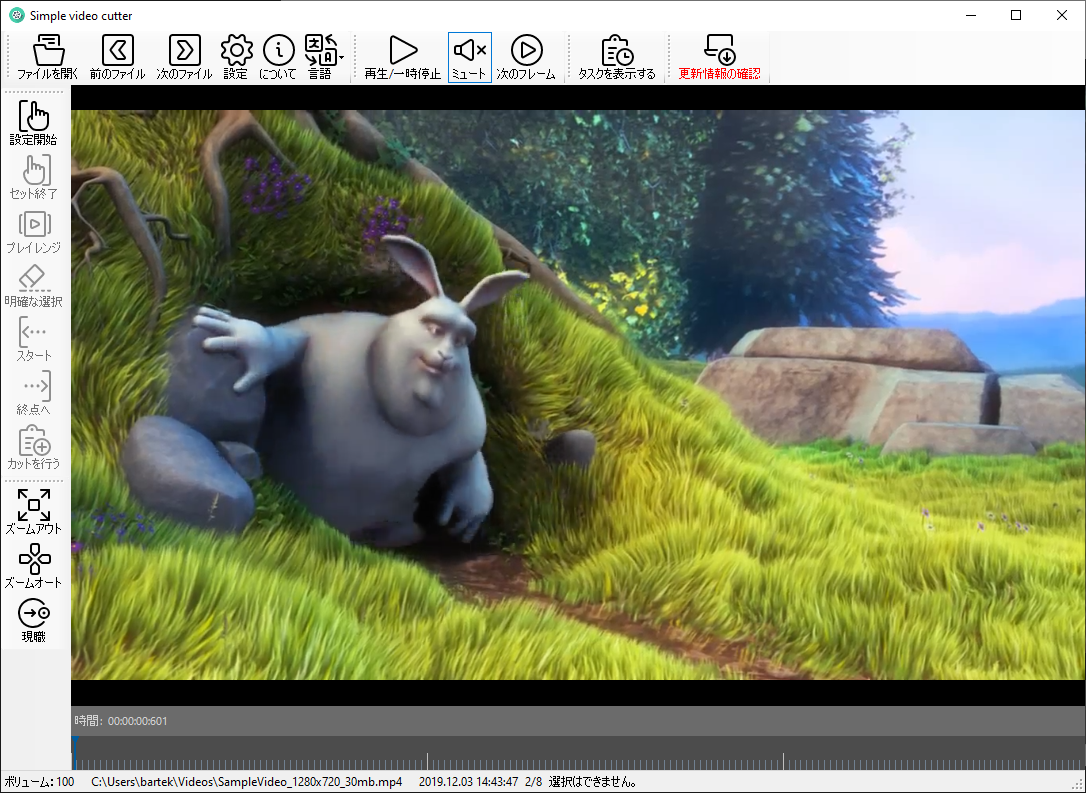 Simple video cutter
ファイルを開く 前のファイル 次のファイル 設定 について 言語 再生/一時停止 ミュート 次のフレーム タスクを表示する 更新情報の確認
設定開始
セット終了
プレイレンジ
明確な選択
スタート
終点へ
カットを行う
ズームアウト
ズームオート
現職
時間: 00:00:00:601
ボリューム: 100 C:\Users\bartek\Videos\SampleVideo_1280x720_30mb.mp4 2019.12.03 14:43:47 2/8 選択はできません。